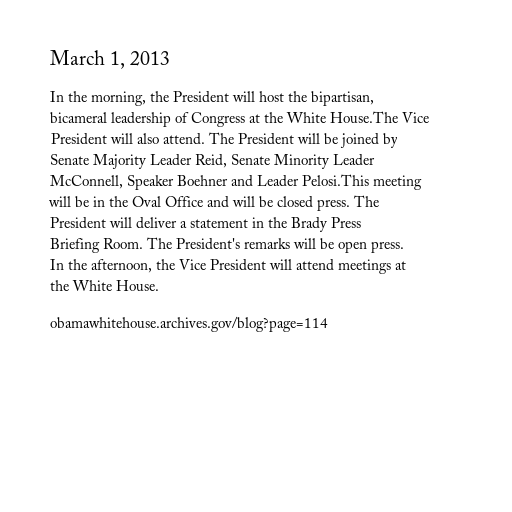 March 1, 2013
In the morning, the President will host the bipartisan,
bicameral leadership of Congress at the White House.The Vice
President will also attend. The President will be joined by
Senate Majority Leader Reid, Senate Minority Leader
McConnell, Speaker Boehner and Leader Pelosi.This meeting
will be in the Oval Office and will be closed press. The
President will deliver a statement in the Brady Press
Briefing Room. The President's remarks will be open press.
In the afternoon, the Vice President will attend meetings at
the White House.
obamawhitehouse.archives.gov/blog?page=114